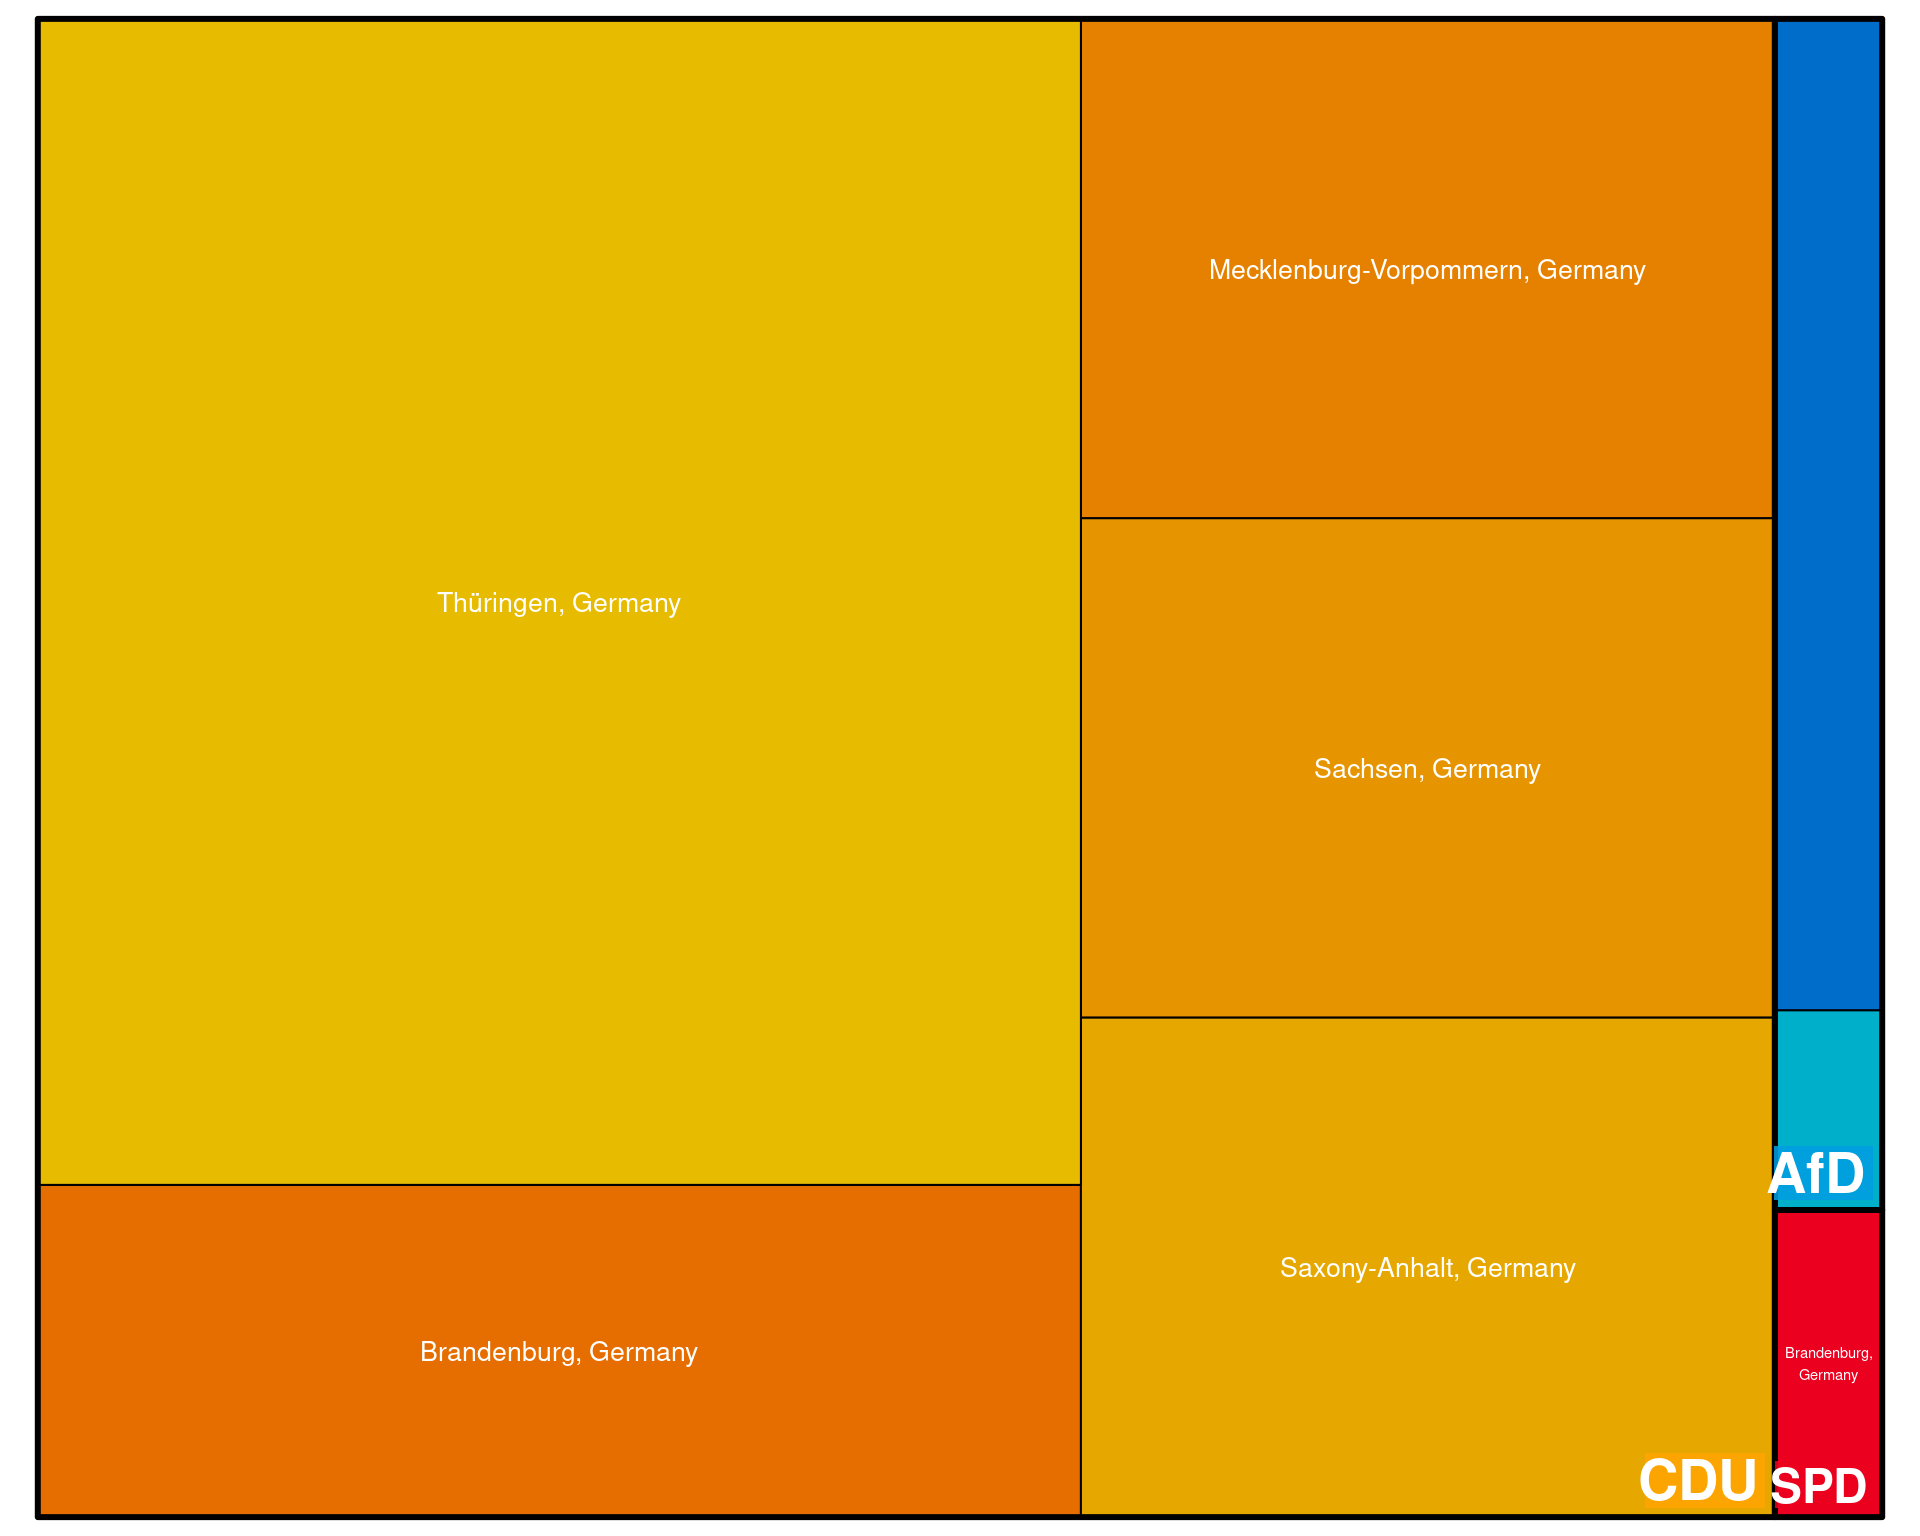 Mecklenburg-Vorpommern, Germany
Thüringen, Germany
Sachsen, Germany
AfD
Saxony-Anhalt, Germany
Brandenburg, Germany
Brandenburg,
Germany
CDU
SPD